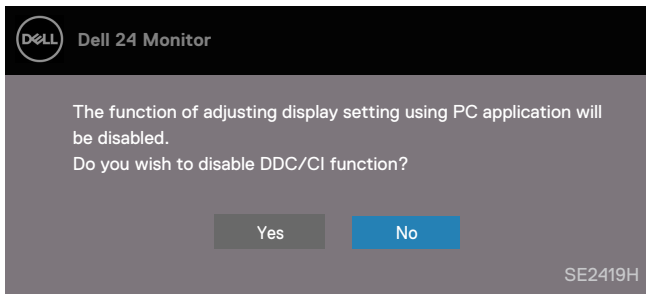 DELL
Dell 24 Monitor
The function of adjusting display setting using PC application will
be disabled.
Do you wish to disable DDC/CI function?
Yes
No
SE2419H